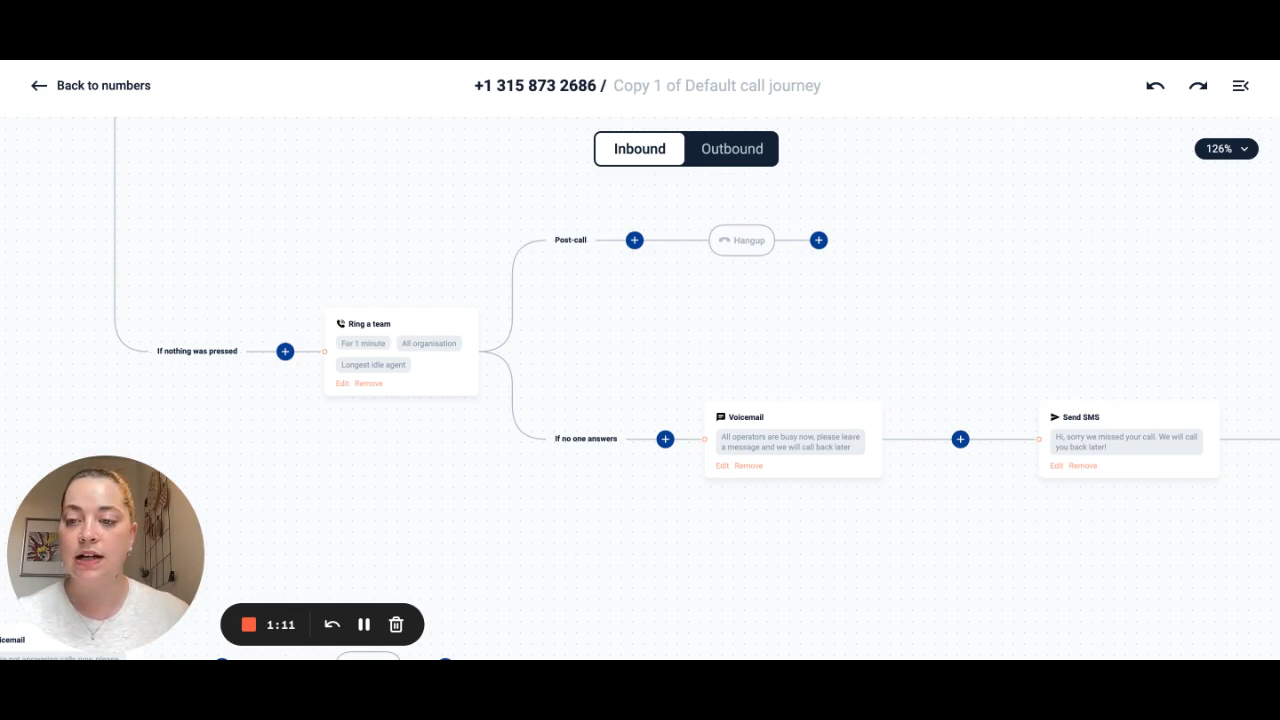 Back to numbers
+1 315 873 2686 / Copy 1 of Default call journey
Inbound
Outbound
126%
Post-call
Hangup
If nothing was pressed
Ring a team
For 1 minute
All organisation
Longest idle agent
Edit Remove
If no one answers
Voicemail
All operators are busy now, please leave
a message and we will call back later
Edit Remove
Send SMS
Hi, sorry we missed your call. We will call
you back later!
Edit Remove
1:11
icemail